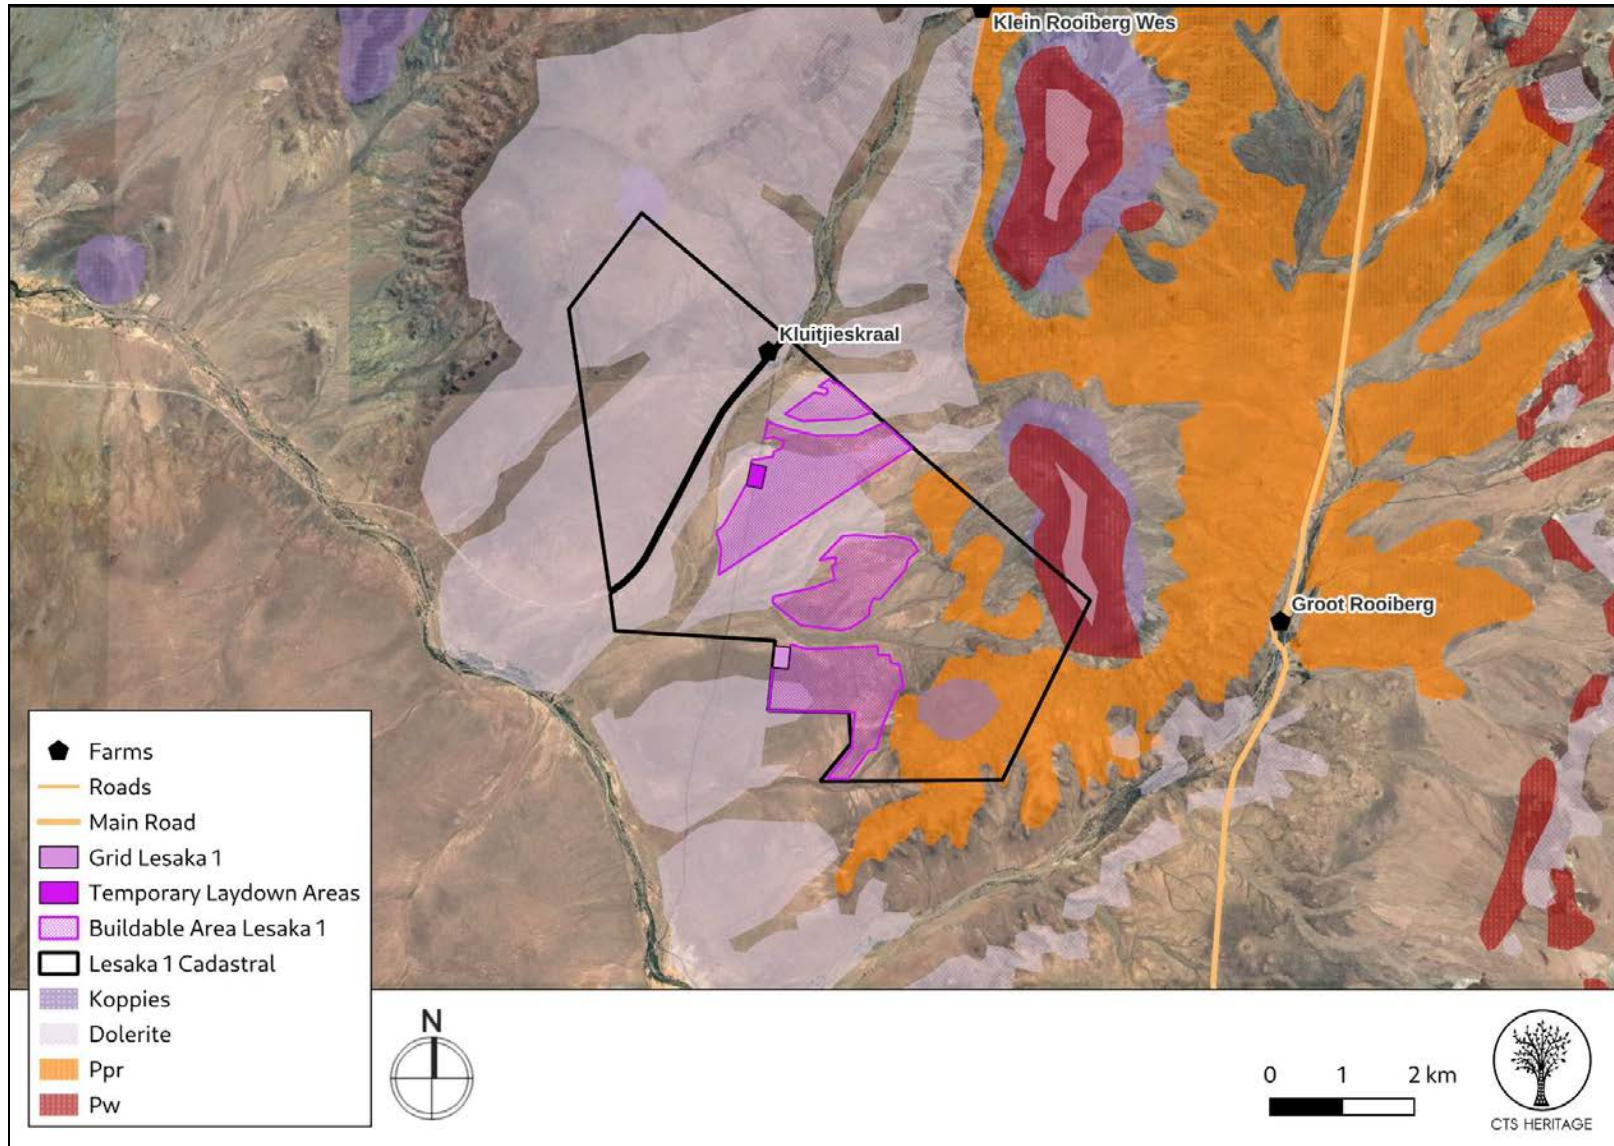 Klein Rooiberg Wes
Kluitjieskraal
Groot Rooiberg
Farms
Roads
Main Road
Grid Lesaka 1
Temporary Laydown Areas
Buildable Area Lesaka 1
Lesaka 1 Cadastral
Koppies
Dolerite
Ppr
Pw
N
0 1 2 km
CTS HERITAGE